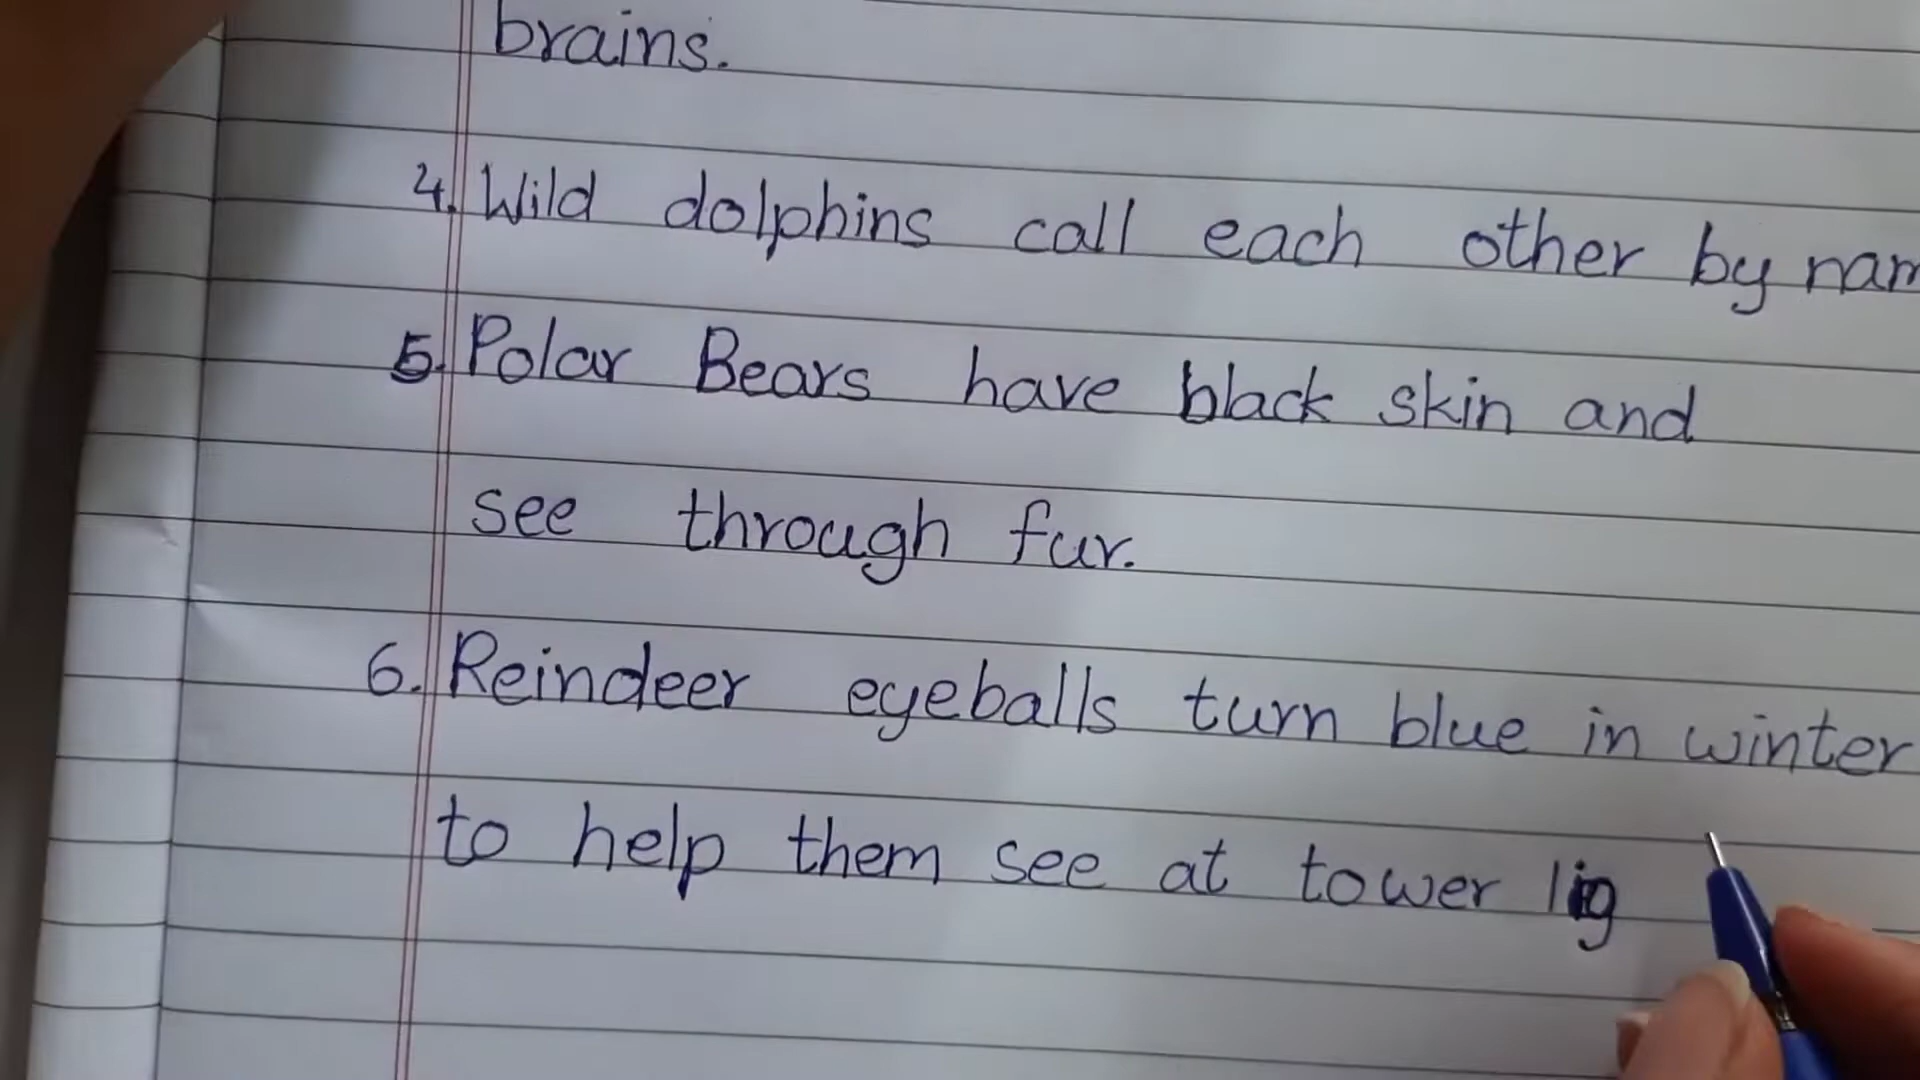 brains.
4. Wild dolphins call each other by nam
5. Polar Bears have black skin and
see through fur.
6. Reindeer eyeballs turn blue in winter
to help them see at tower lig